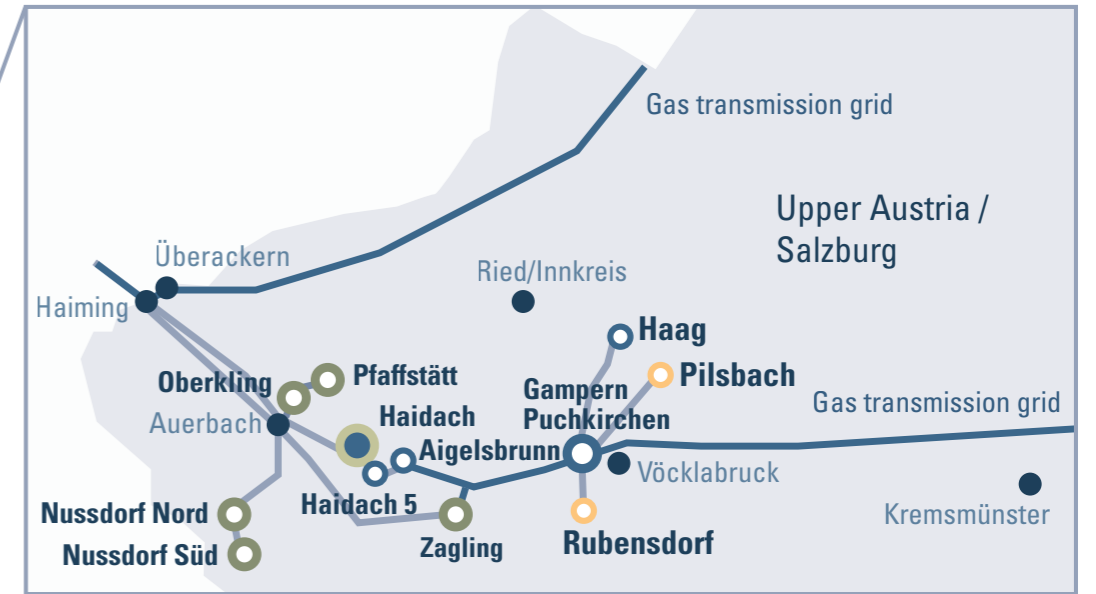 Gas transmission grid
Upper Austria /
Salzburg
Überackern
Ried/Innkreis
Haiming
Haag
Oberkling
Pfaffstätt
Pilsbach
Gampern
Puchkirchen
Gas transmission grid
Auerbach
Haidach
Aigelsbrunn
Vöcklabruck
Haidach 5
Nussdorf Nord
Kremsmünster
Zagling
Rubensdorf
Nussdorf Süd